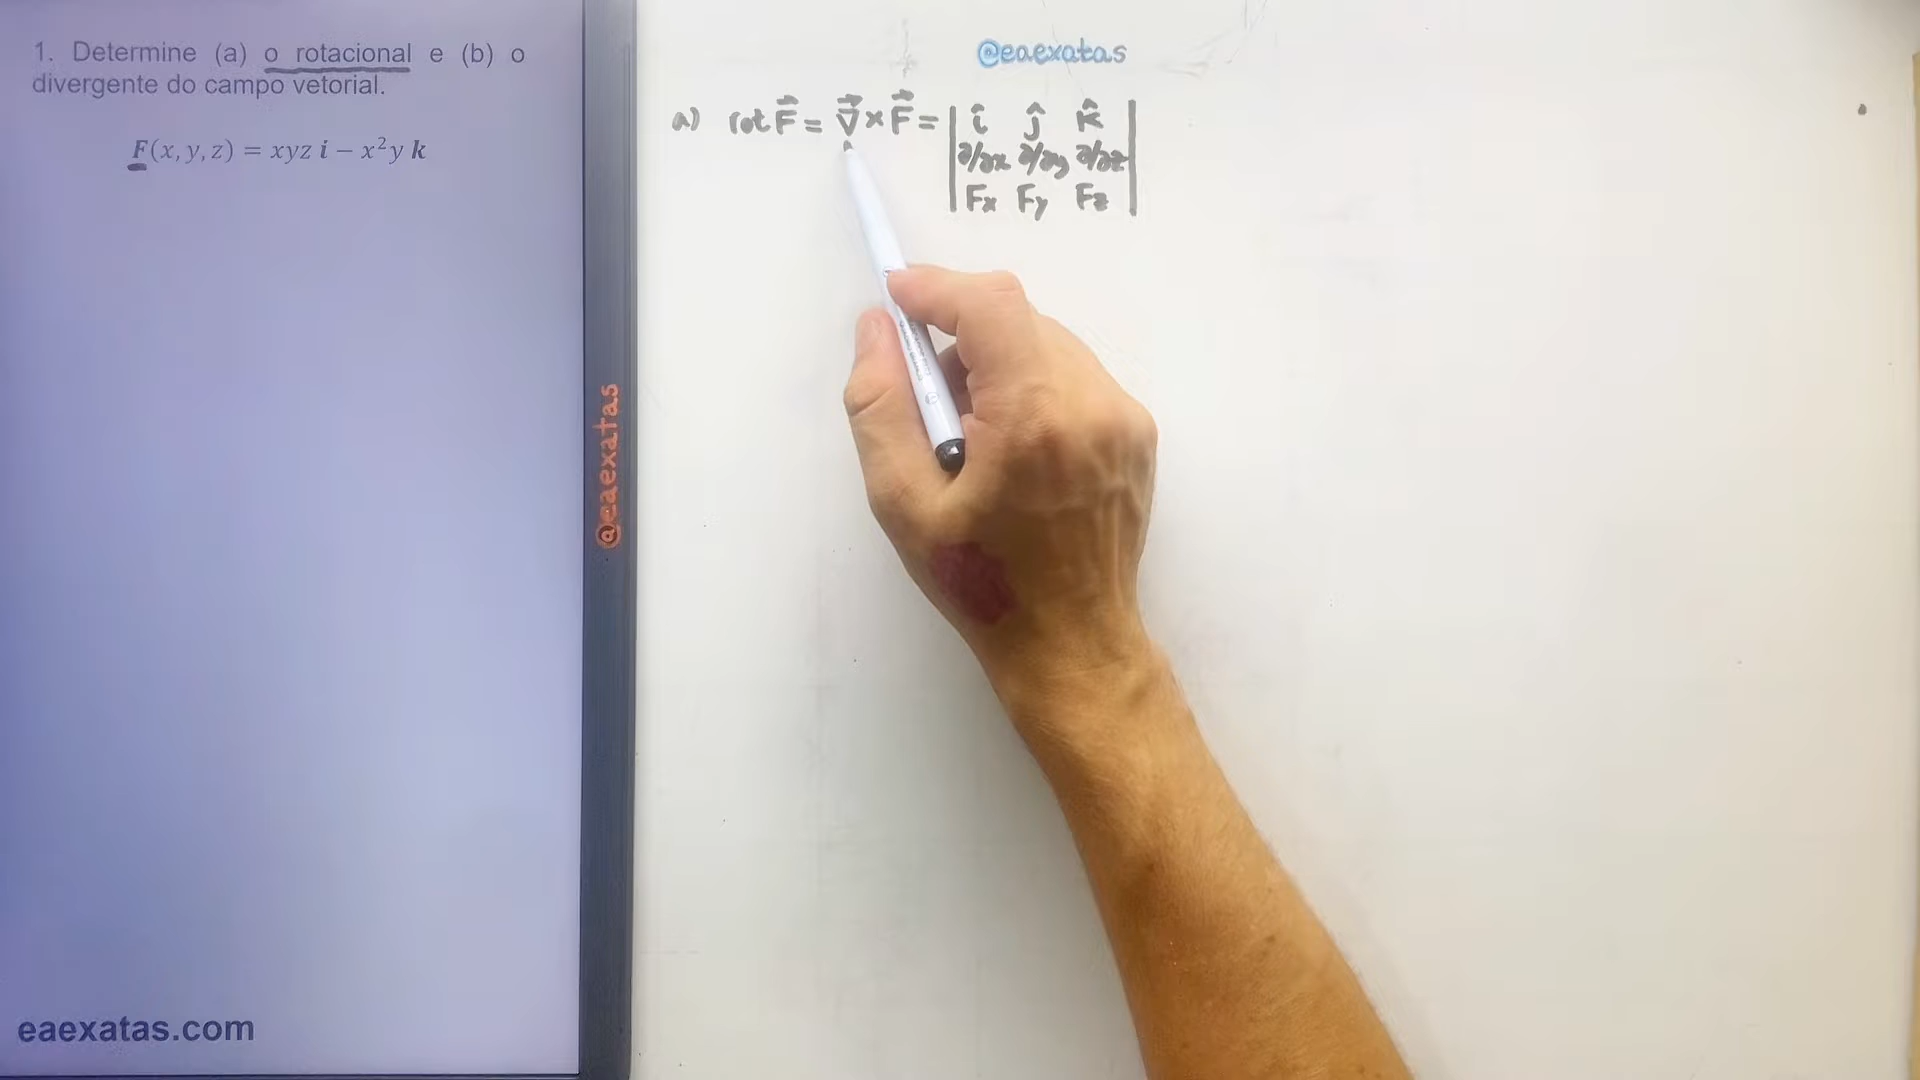 1. Determine (a) o rotacional e (b) o
divergente do campo vetorial.
F(x, y, z) = xyz i − x²y k
eaexatas.com
@eaexatas
@eaexatas
a) rot F⃗ = ∇⃗ × F⃗ = | î ĵ k̂ |
| ∂/∂x ∂/∂y ∂/∂z |
| Fx Fy Fz |